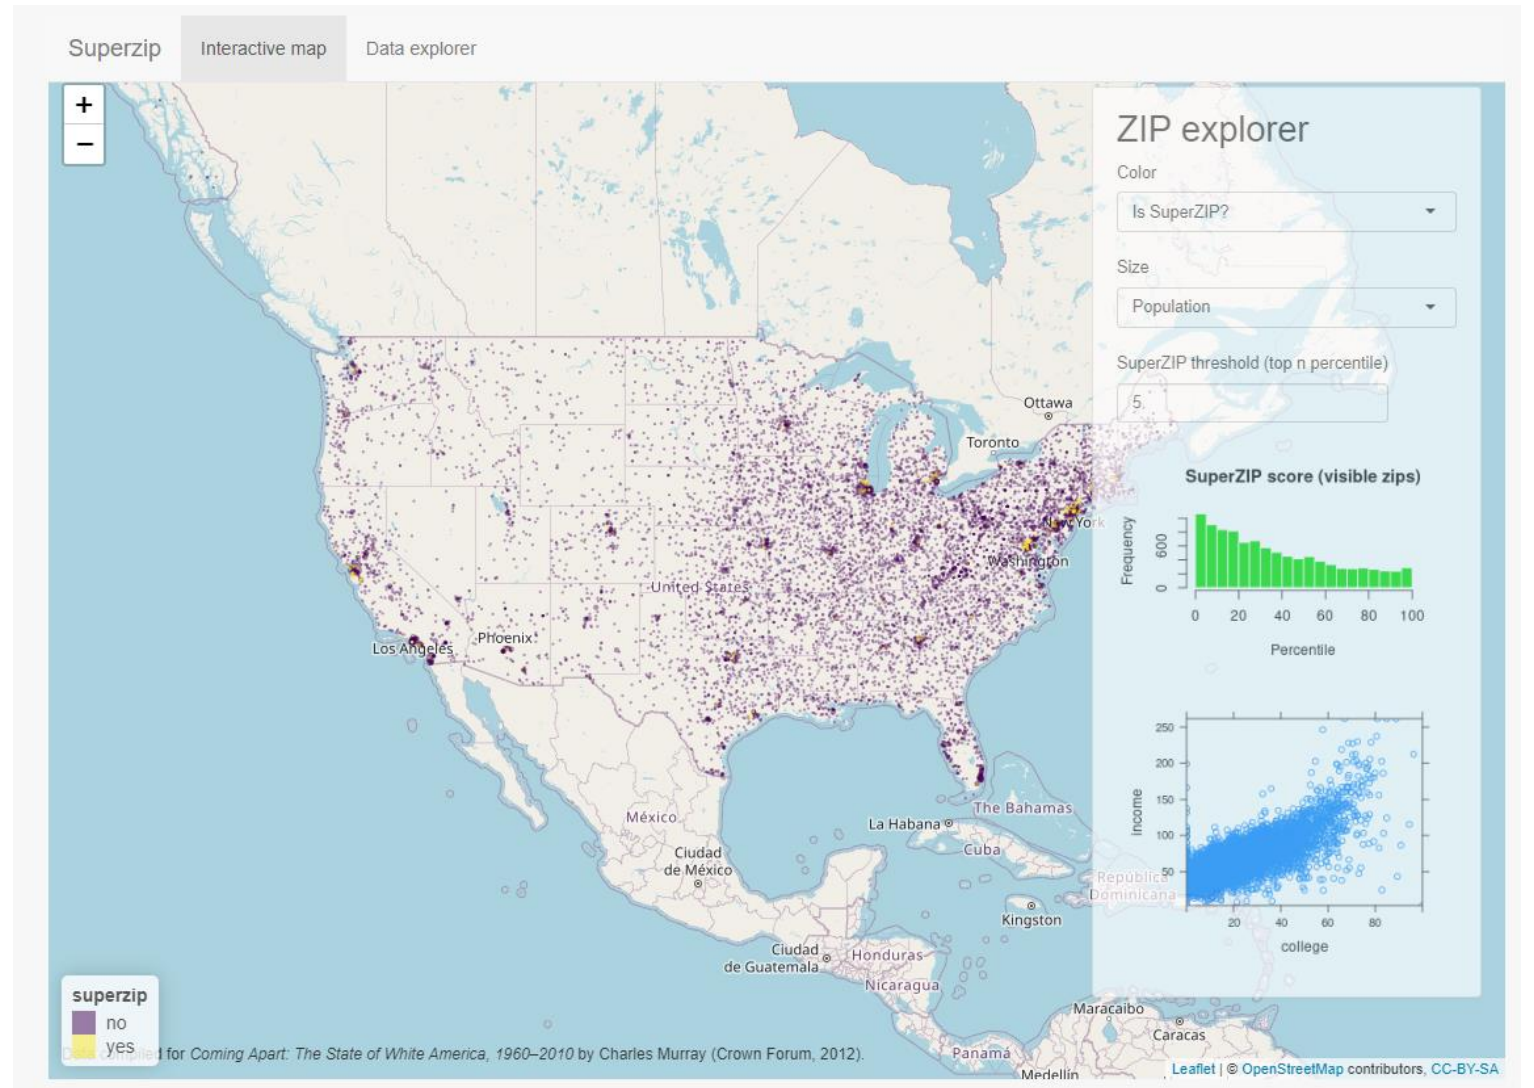 Superzip
Interactive map
Data explorer
+
−
ZIP explorer
Color
Is SuperZIP?
Size
Population
SuperZIP threshold (top n percentile)
5
SuperZIP score (visible zips)
Frequency
600
0
0 20 40 60 80 100
Percentile
250
200
150
100
50
income
20 40 60 80
college
Ottawa
Toronto
New York
Washington
United States
Los Angeles
Phoenix
The Bahamas
La Habana
Cuba
México
Ciudad
de México
República
Dominicana
Kingston
Ciudad
de Guatemala
Honduras
Nicaragua
Maracaibo
Caracas
Panamá
Medellín
superzip
no
yes
for Coming Apart: The State of White America, 1960–2010 by Charles Murray (Crown Forum, 2012).
Leaflet | © OpenStreetMap contributors, CC-BY-SA